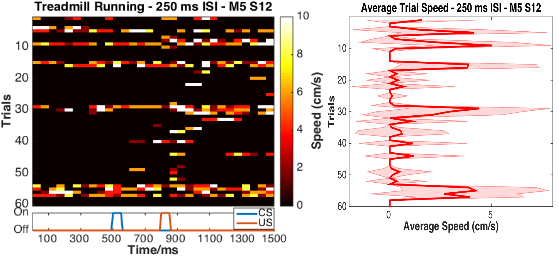 Treadmill Running - 250 ms ISI - M5 S12
Trials
10
20
30
40
50
60
10
8
6
4
2
0
Speed (cm/s)
On
Off
CS
US
100 300 500 700 900 1100 1300 1500
Time/ms
Average Trial Speed - 250 ms ISI - M5 S12
Trials
10
20
30
40
50
60
0 5
Average Speed (cm/s)